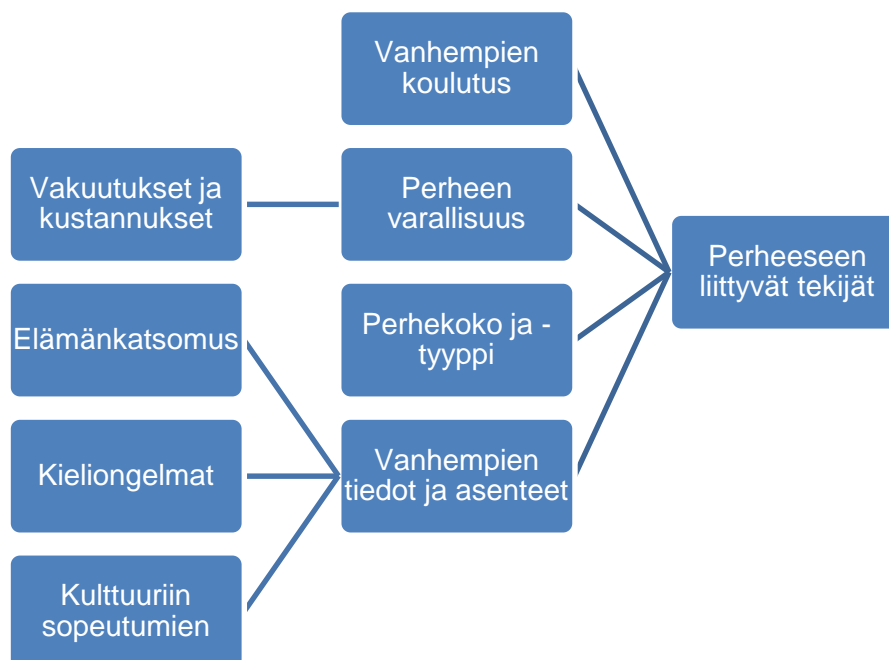 Vanhempien
koulutus
Vakuutukset ja
kustannukset
Perheen
varallisuus
Perheeseen
liittyvät tekijät
Elämänkatsomus
Perhekoko ja -
tyyppi
Kieliongelmat
Vanhempien
tiedot ja asenteet
Kulttuuriin
sopeutumien